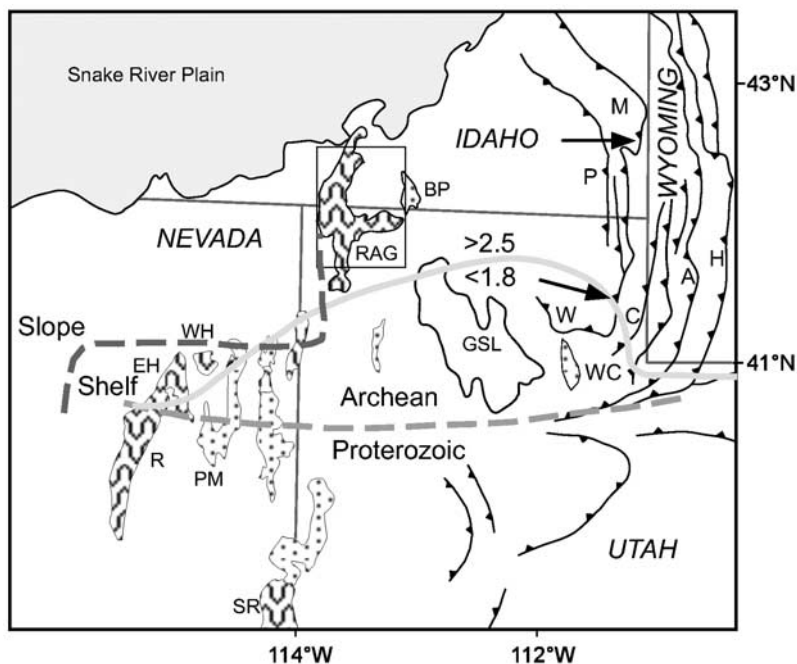 Snake River Plain
43°N
M
WYOMING
IDAHO
P
BP
NEVADA
RAG
>2.5
H
<1.8
A
Slope
WH
W
C
GSL
41°N
EH
WC
Shelf
Archean
Proterozoic
R
PM
UTAH
SR
114°W
112°W